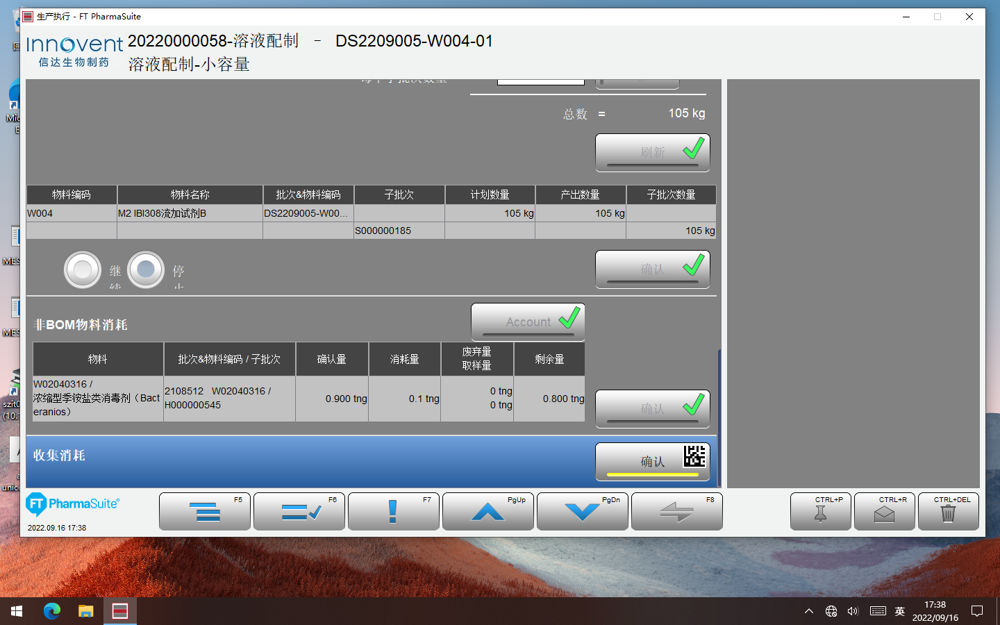 生产执行 - FT PharmaSuite
Innovent
信达生物制药
20220000058-溶液配制 - DS2209005-W004-01
溶液配制-小容量
总数 = 105 kg
刷新
物料编码 物料名称 批次&物料编码 子批次 计划数量 产出数量 子批次数量
W004 M2 IBI308流加试剂B DS2209005-W00... 105 kg 105 kg
S000000185 105 kg
继续 停止
确认
非BOM物料消耗
Account
物料 批次&物料编码 / 子批次 确认量 消耗量 废弃量 取样量 剩余量
W02040316 /
浓缩型季铵盐类消毒剂（Bact
eranios）
2108512 W02040316 /
H000000545
0.900 tng 0.1 tng 0 tng 0 tng 0.800 tng
确认
收集消耗
确认
FT PharmaSuite
2022.09.16 17:38
F5 F6 F7 PgUp PgDn F8 CTRL+P CTRL+R CTRL+DEL
MES
MES
szit0
(10.
unic
英
17:38
2022/09/16